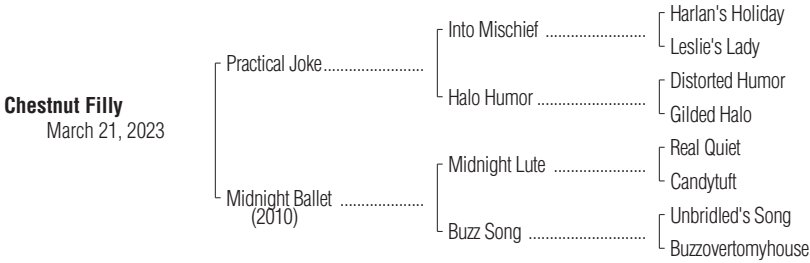 Harlan's Holiday
Into Mischief ........................
Leslie's Lady
Practical Joke........................
Distorted Humor
Halo Humor ..........................
Gilded Halo
Chestnut Filly
March 21, 2023
Real Quiet
Midnight Lute ......................
Candytuft
Midnight Ballet ....................
(2010)
Unbridled's Song
Buzz Song ............................
Buzzovertomyhouse